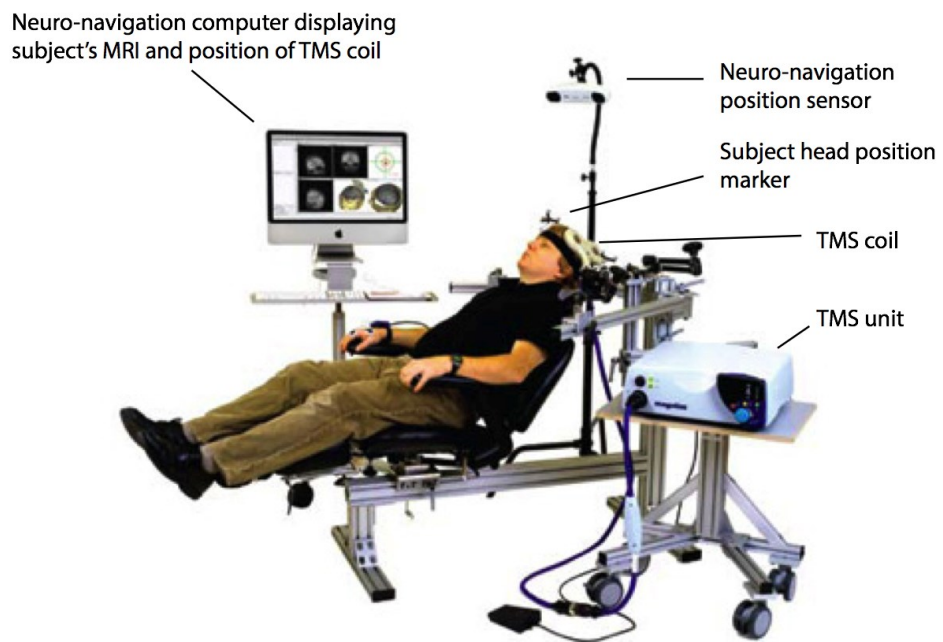 Neuro-navigation computer displaying
subject's MRI and position of TMS coil
Neuro-navigation
position sensor
Subject head position
marker
TMS coil
TMS unit